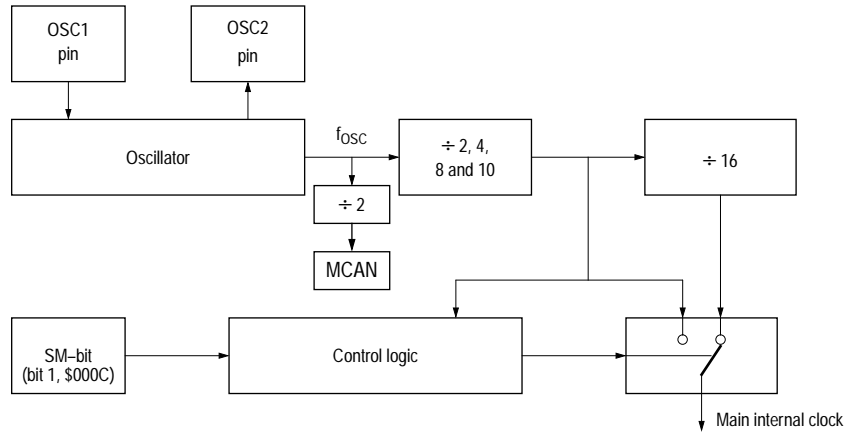 OSC1
pin
OSC2
pin
Oscillator
fOSC
÷ 2, 4,
8 and 10
÷ 16
÷ 2
MCAN
SM–bit
(bit 1, $000C)
Control logic
Main internal clock